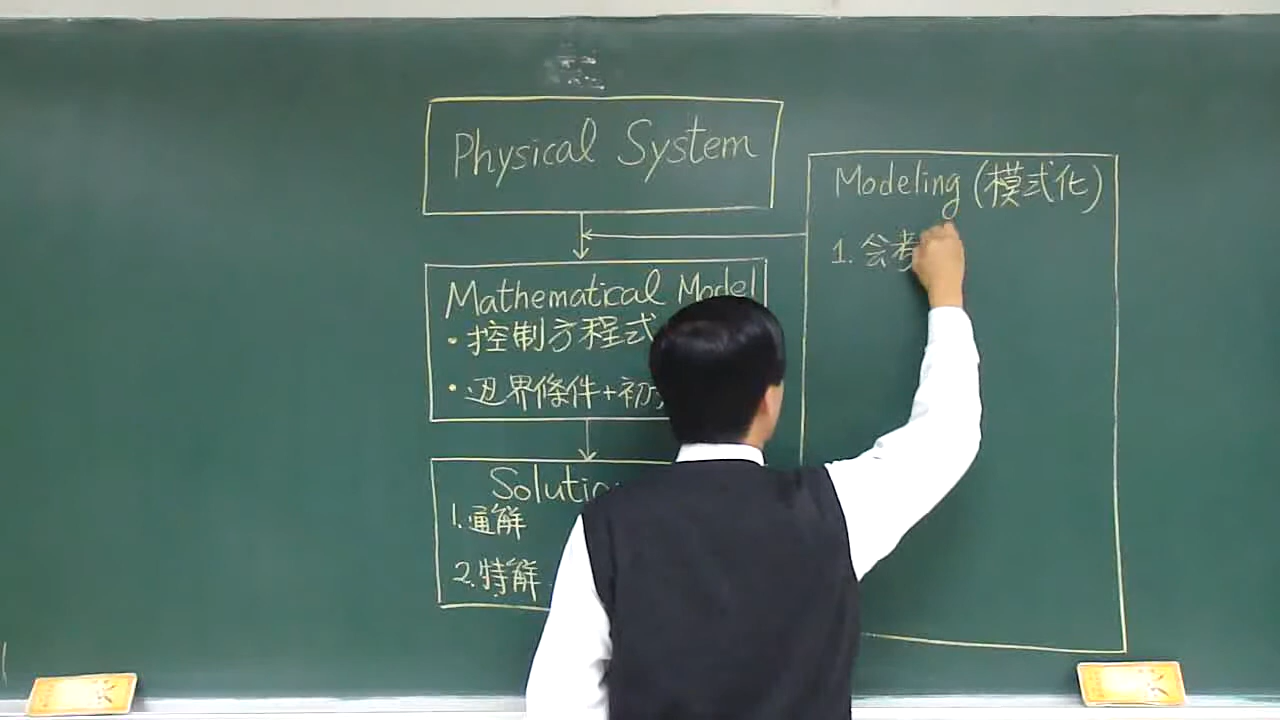 Physical System
Mathematical Model
• 控制方程式
• 边界條件+初
Solutio
1. 通解
2. 特解
Modeling (模式化)
1. 会考